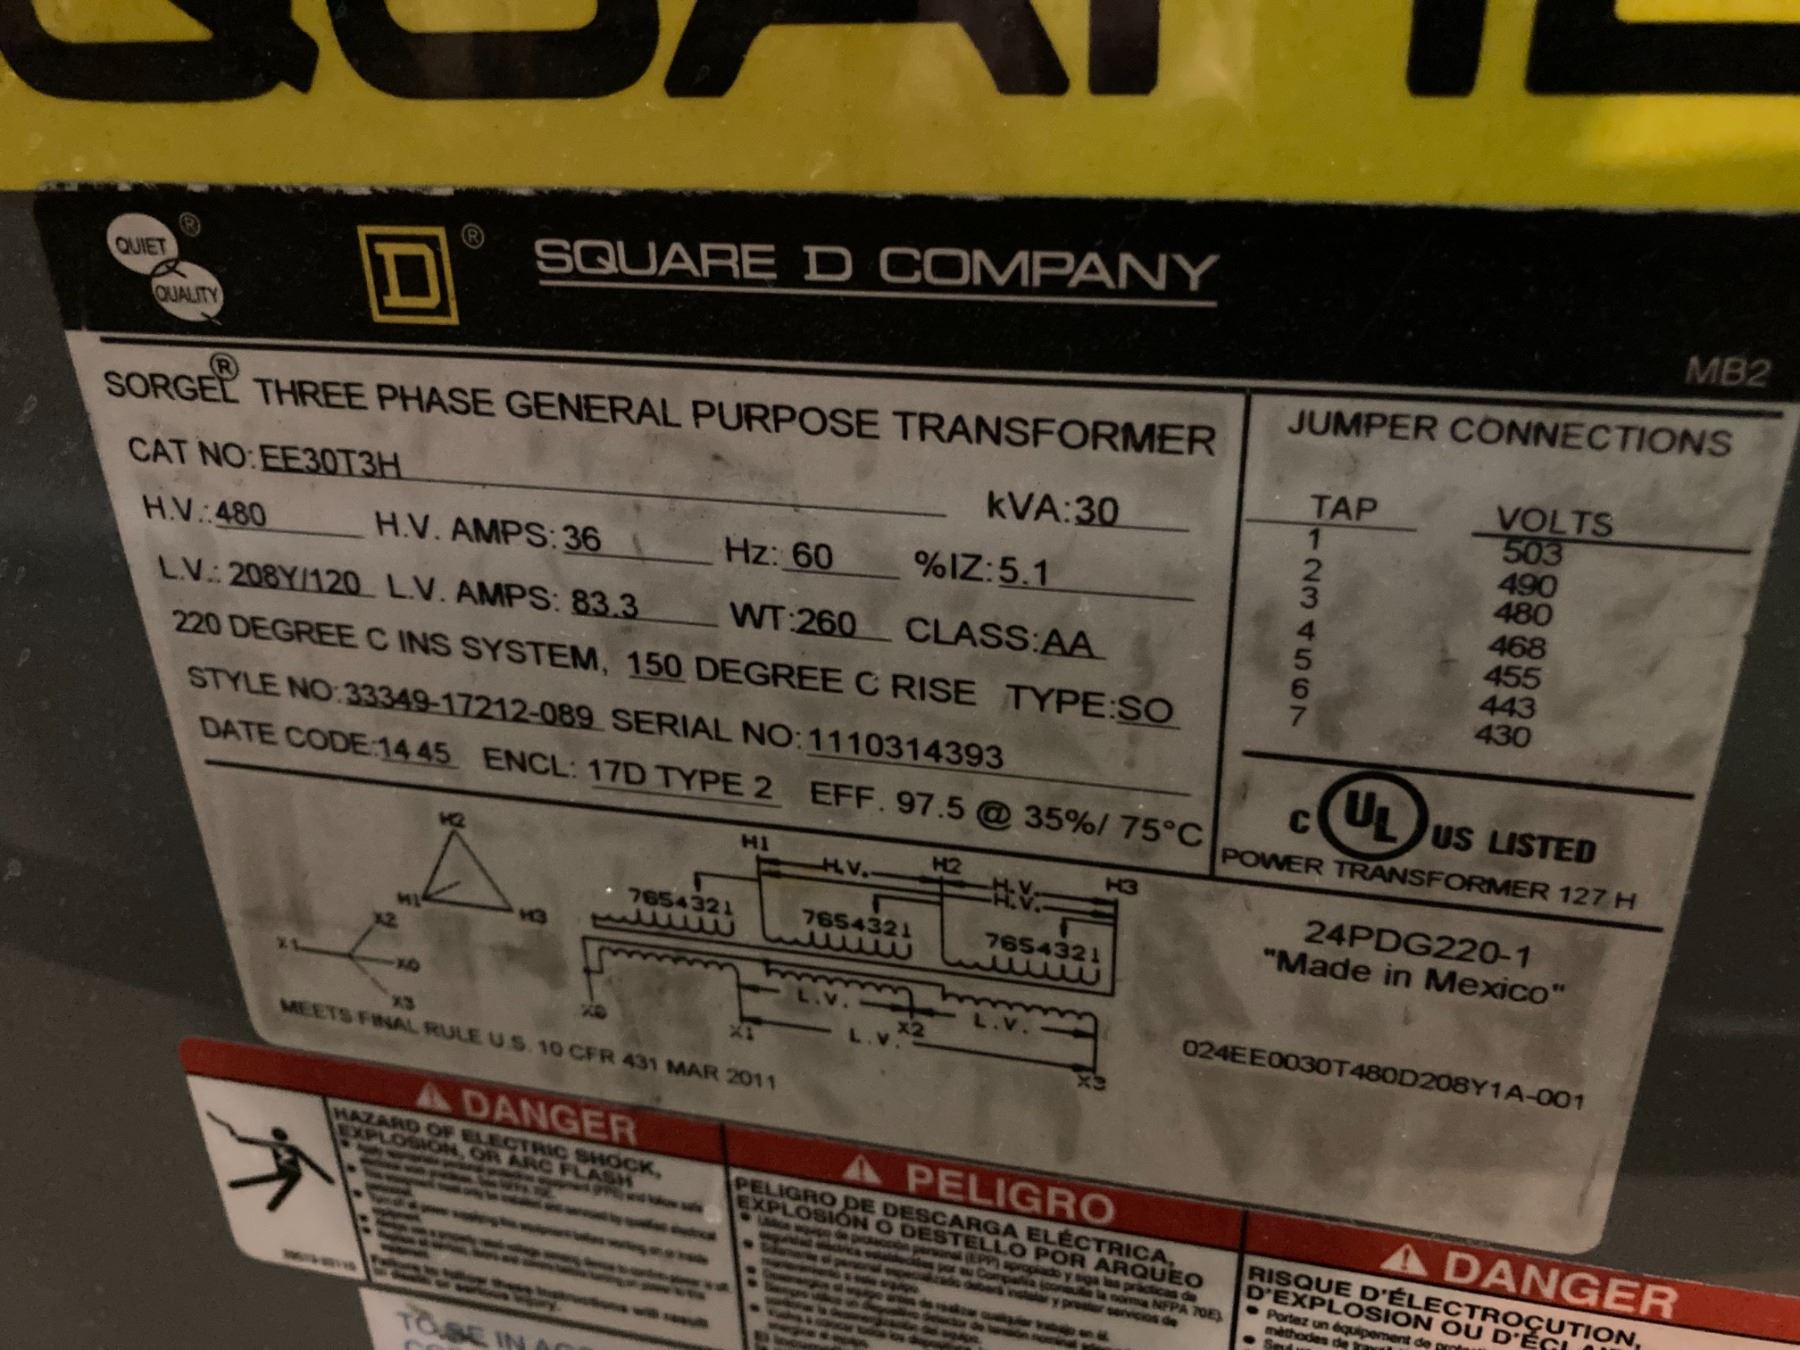 SQUARE
QUIET ®
QUALITY
D ® SQUARE D COMPANY
MB2
SORGEL® THREE PHASE GENERAL PURPOSE TRANSFORMER
CAT NO: EE30T3H kVA: 30
H.V.: 480 H.V. AMPS: 36 Hz: 60 %IZ: 5.1
L.V.: 208Y/120 L.V. AMPS: 83.3 WT: 260 CLASS: AA
220 DEGREE C INS SYSTEM, 150 DEGREE C RISE TYPE: SO
STYLE NO: 33349-17212-089 SERIAL NO: 1110314393
DATE CODE: 1445 ENCL: 17D TYPE 2 EFF. 97.5 @ 35%/ 75°C
JUMPER CONNECTIONS
TAP VOLTS
1 503
2 490
3 480
4 468
5 455
6 443
7 430
C UL US LISTED
POWER TRANSFORMER 127 H
H2
H1 H3
X2
X1 X0
X3
H1 H.V. H2 H.V. H3
H.V.
7654321 7654321 7654321
L.V. L.V.
X0 X1 L.V. X2 X3
MEETS FINAL RULE U.S. 10 CFR 431 MAR 2011
24PDG220-1
"Made in Mexico"
024EE0030T480D208Y1A-001
DANGER
HAZARD OF ELECTRIC SHOCK,
EXPLOSION, OR ARC FLASH
PELIGRO
PELIGRO DE DESCARGA ELÉCTRICA,
EXPLOSIÓN O DESTELLO POR ARQUEO
DANGER
RISQUE D'ÉLECTROCUTION,
D'EXPLOSION OU D'ÉCLA
TO BE IN